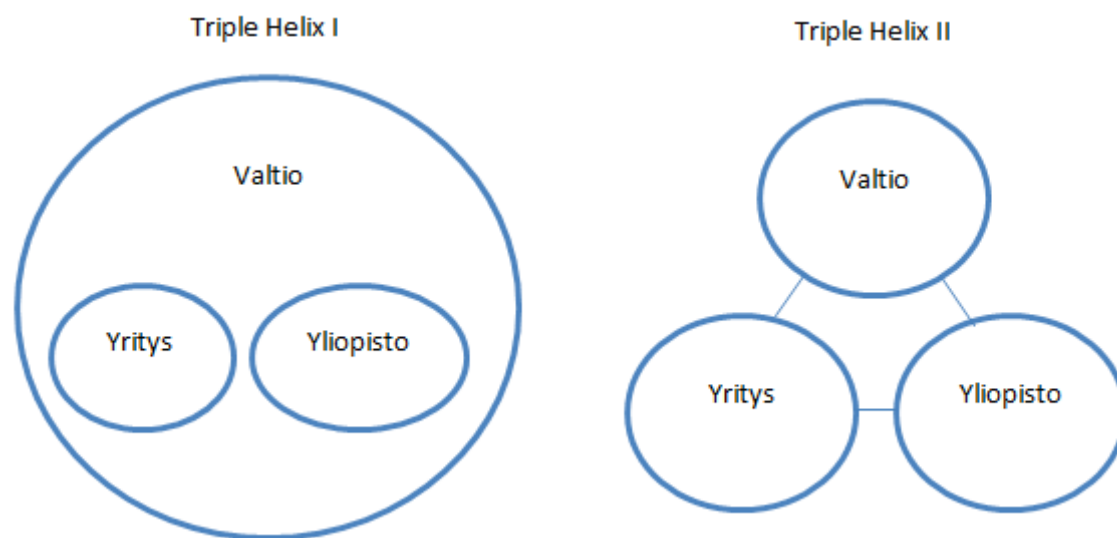 Triple Helix I
Valtio
Yritys
Yliopisto
Triple Helix II
Valtio
Yritys
Yliopisto